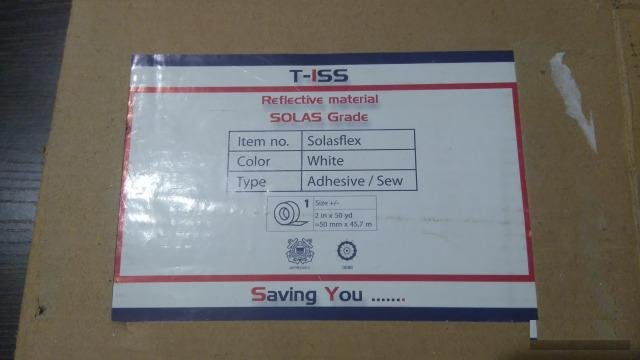 T-ISS
Reflective material
SOLAS Grade
Item no. Solasflex
Color White
Type Adhesive / Sew
1 Size +/-
2 in x 50 yd
≈50 mm x 45,7 m
APPROVED
Saving You .......